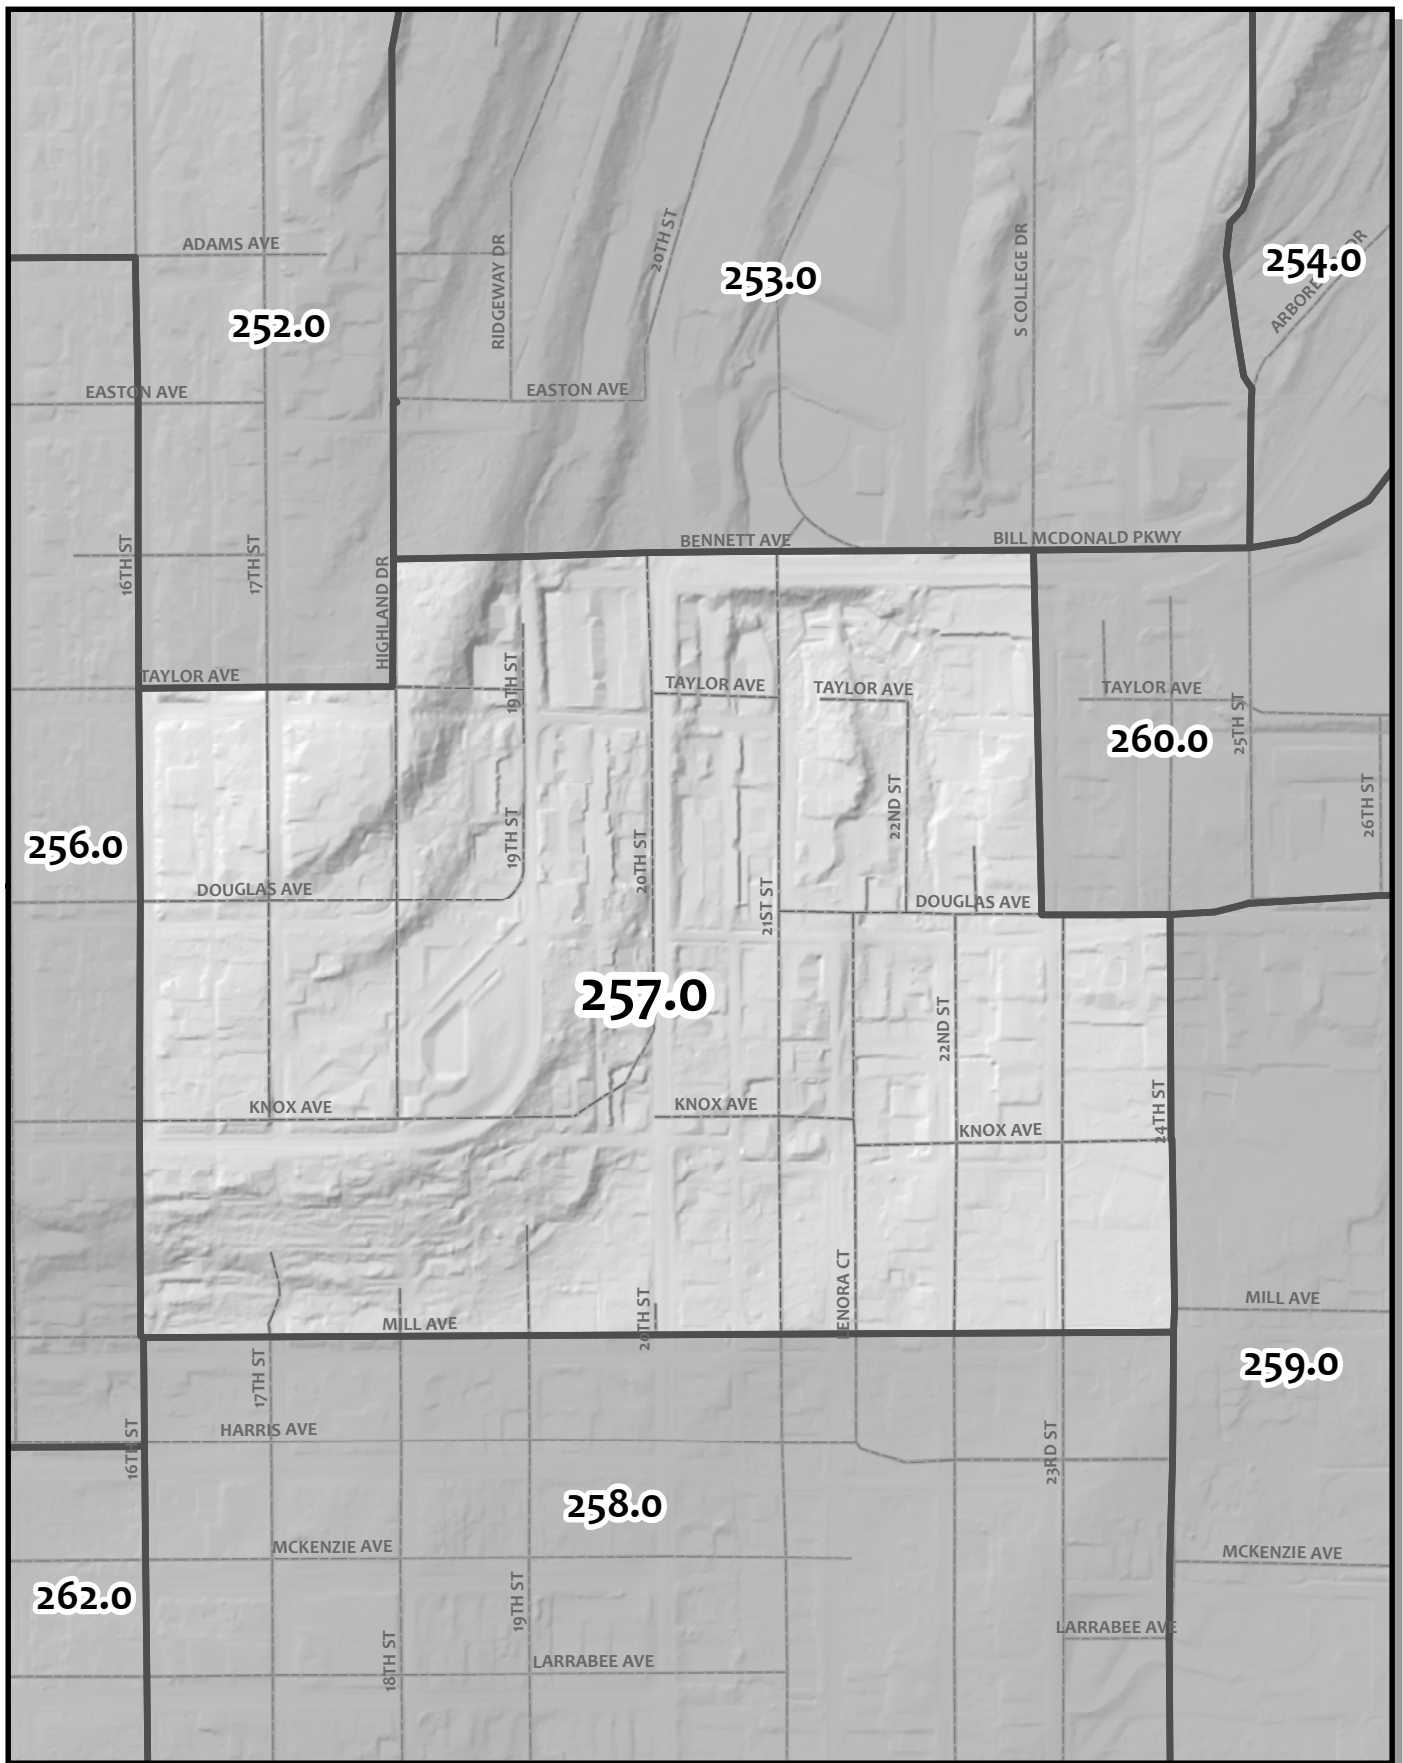 20TH ST
RIDGEWAY DR
S COLLEGE DR
ARBORE
DR
ADAMS AVE
254.0
253.0
252.0
EASTON AVE
EASTON AVE
16TH ST
17TH ST
HIGHLAND DR
BENNETT AVE
BILL MCDONALD PKWY
TAYLOR AVE
19TH ST
TAYLOR AVE
TAYLOR AVE
TAYLOR AVE
25TH ST
260.0
26TH ST
22ND ST
256.0
19TH ST
20TH ST
DOUGLAS AVE
21ST ST
DOUGLAS AVE
257.0
22ND ST
KNOX AVE
KNOX AVE
24TH ST
KNOX AVE
LENORA CT
MILL AVE
20TH ST
MILL AVE
259.0
17TH ST
HARRIS AVE
16TH ST
23RD ST
258.0
MCKENZIE AVE
MCKENZIE AVE
262.0
19TH ST
18TH ST
LARRABEE AVE
LARRABEE AVE